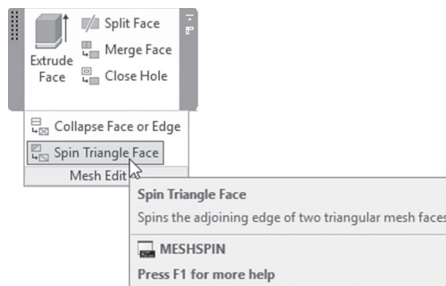 Extrude
Face
Split Face
Merge Face
Close Hole
Collapse Face or Edge
Spin Triangle Face
Mesh Edit
Spin Triangle Face
Spins the adjoining edge of two triangular mesh faces
MESHSPIN
Press F1 for more help